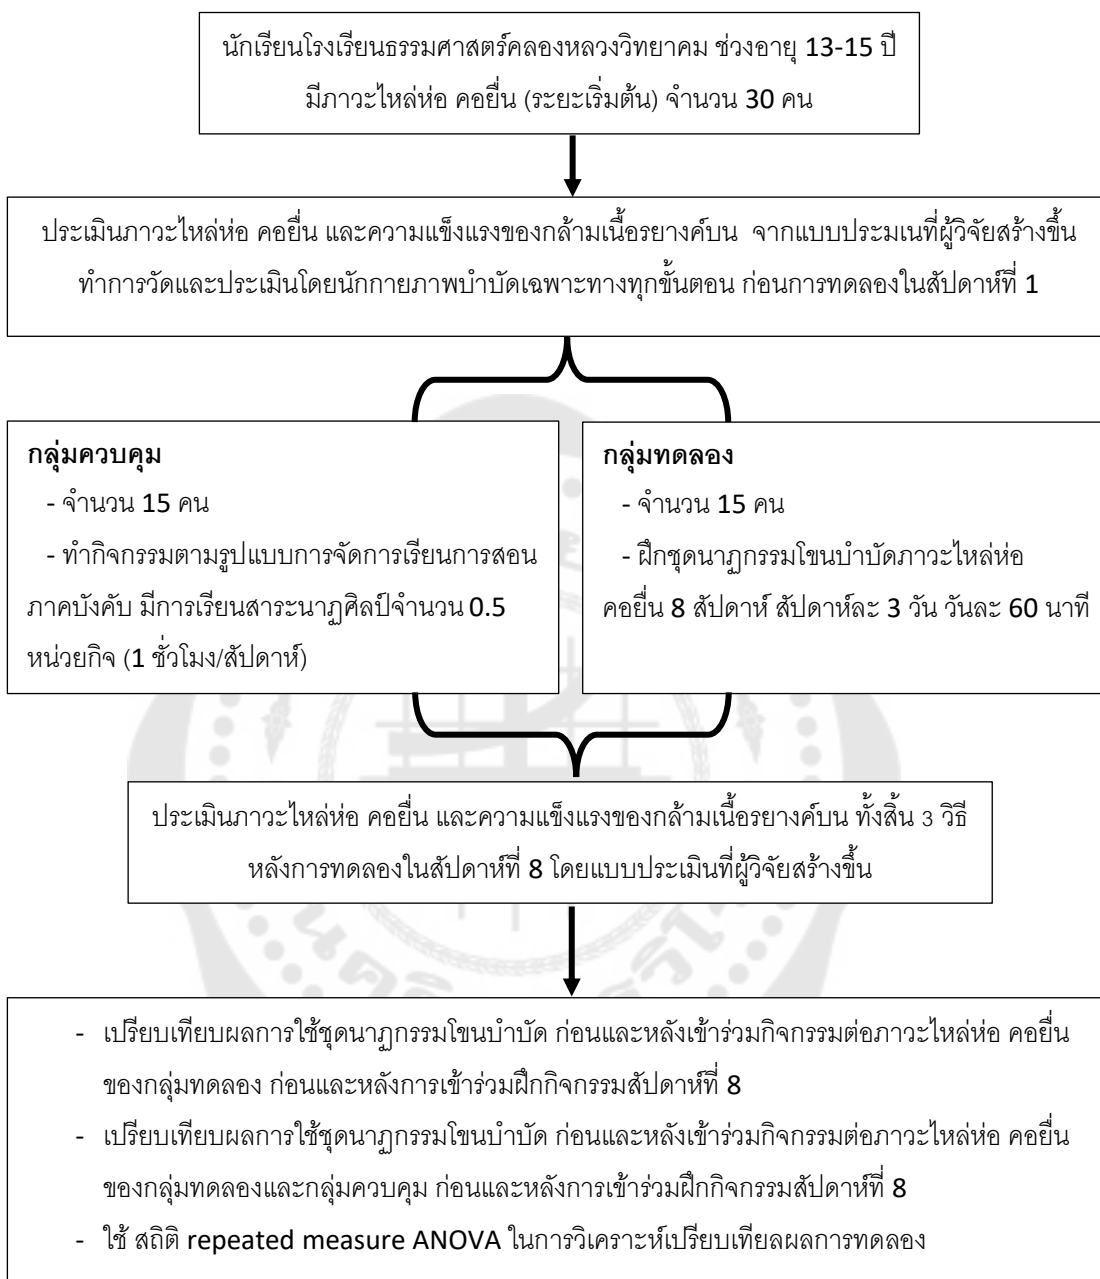 นักเรียนโรงเรียนธรรมศาสตร์คลองหลวงวิทยาคม ช่วงอายุ 13-15 ปี
มีภาวะไหล่ห่อ คอยื่น (ระยะเริ่มต้น) จำนวน 30 คน
ประเมินภาวะไหล่ห่อ คอยื่น และความแข็งแรงของกล้ามเนื้อรยางค์บน จากแบบประมเนที่ผู้วิจัยสร้างขึ้น
ทำการวัดและประเมินโดยนักกายภาพบำบัดเฉพาะทางทุกขั้นตอน ก่อนการทดลองในสัปดาห์ที่ 1
กลุ่มควบคุม
- จำนวน 15 คน
- ทำกิจกรรมตามรูปแบบการจัดการเรียนการสอน
ภาคบังคับ มีการเรียนสาระนาฏศิลป์จำนวน 0.5
หน่วยกิจ (1 ชั่วโมง/สัปดาห์)
กลุ่มทดลอง
- จำนวน 15 คน
- ฝึกชุดนาฏกรรมโขนบำบัดภาวะไหล่ห่อ
คอยื่น 8 สัปดาห์ สัปดาห์ละ 3 วัน วันละ 60 นาที
ประเมินภาวะไหล่ห่อ คอยื่น และความแข็งแรงของกล้ามเนื้อรยางค์บน ทั้งสิ้น 3 วิธี
หลังการทดลองในสัปดาห์ที่ 8 โดยแบบประเมินที่ผู้วิจัยสร้างขึ้น
- เปรียบเทียบผลการใช้ชุดนาฏกรรมโขนบำบัด ก่อนและหลังเข้าร่วมกิจกรรมต่อภาวะไหล่ห่อ คอยื่น
ของกลุ่มทดลอง ก่อนและหลังการเข้าร่วมฝึกกิจกรรมสัปดาห์ที่ 8
- เปรียบเทียบผลการใช้ชุดนาฏกรรมโขนบำบัด ก่อนและหลังเข้าร่วมกิจกรรมต่อภาวะไหล่ห่อ คอยื่น
ของกลุ่มทดลองและกลุ่มควบคุม ก่อนและหลังการเข้าร่วมฝึกกิจกรรมสัปดาห์ที่ 8
- ใช้ สถิติ repeated measure ANOVA ในการวิเคราะห์เปรียบเทียลผลการทดลอง